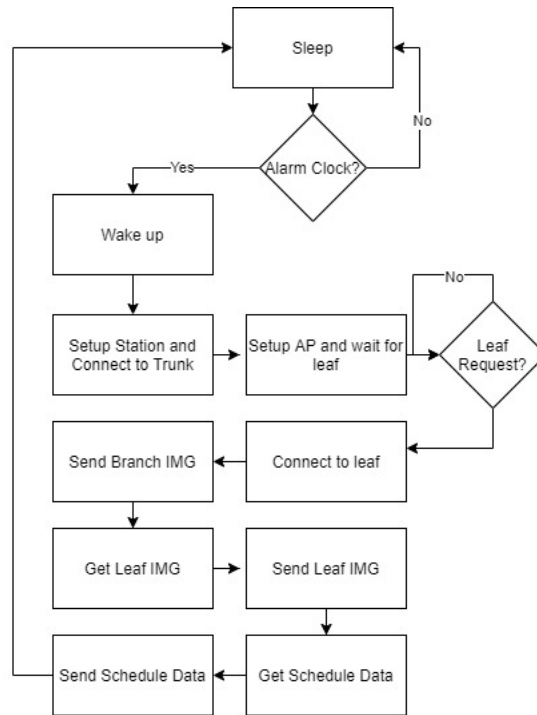 Sleep
No
Alarm Clock?
Yes
Wake up
No
Setup Station and
Connect to Trunk
Setup AP and wait for
leaf
Leaf
Request?
Send Branch IMG
Connect to leaf
Get Leaf IMG
Send Leaf IMG
Send Schedule Data
Get Schedule Data